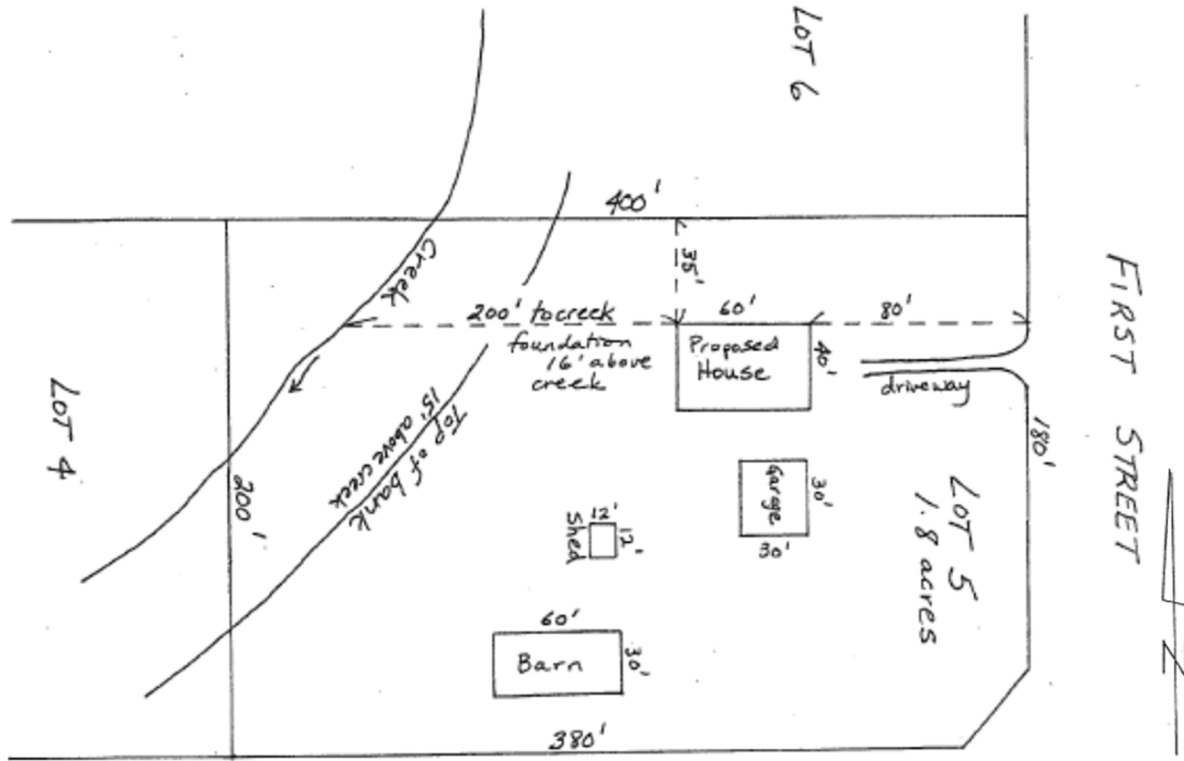 LOT 6
400'
Creek
35'
200' to creek
60'
80'
foundation
16' above
creek
Proposed
House
40'
driveway
FIRST STREET
LOT 4
Top of bank
15' above creek
200'
180'
Garage
30'
30'
LOT 5
1.8 acres
Shed
12'
12'
60'
Barn
30'
380'
N